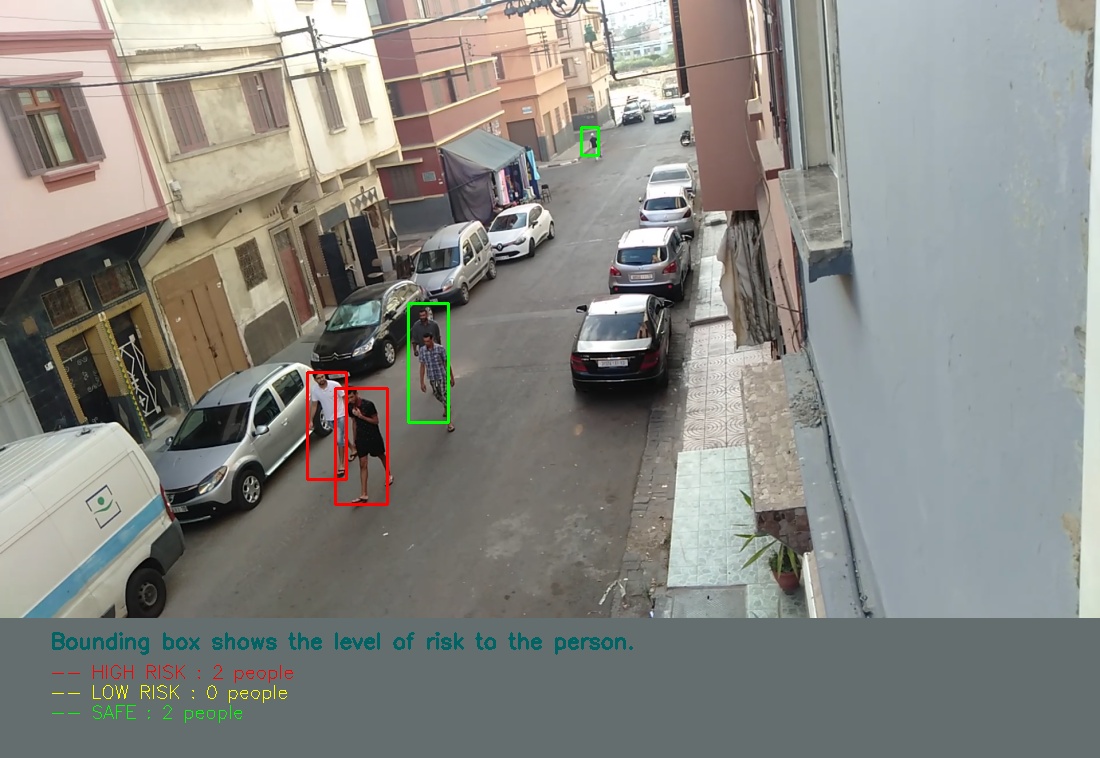 Bounding box shows the level of risk to the person.
-- HIGH RISK : 2 people
-- LOW RISK : 0 people
-- SAFE : 2 people